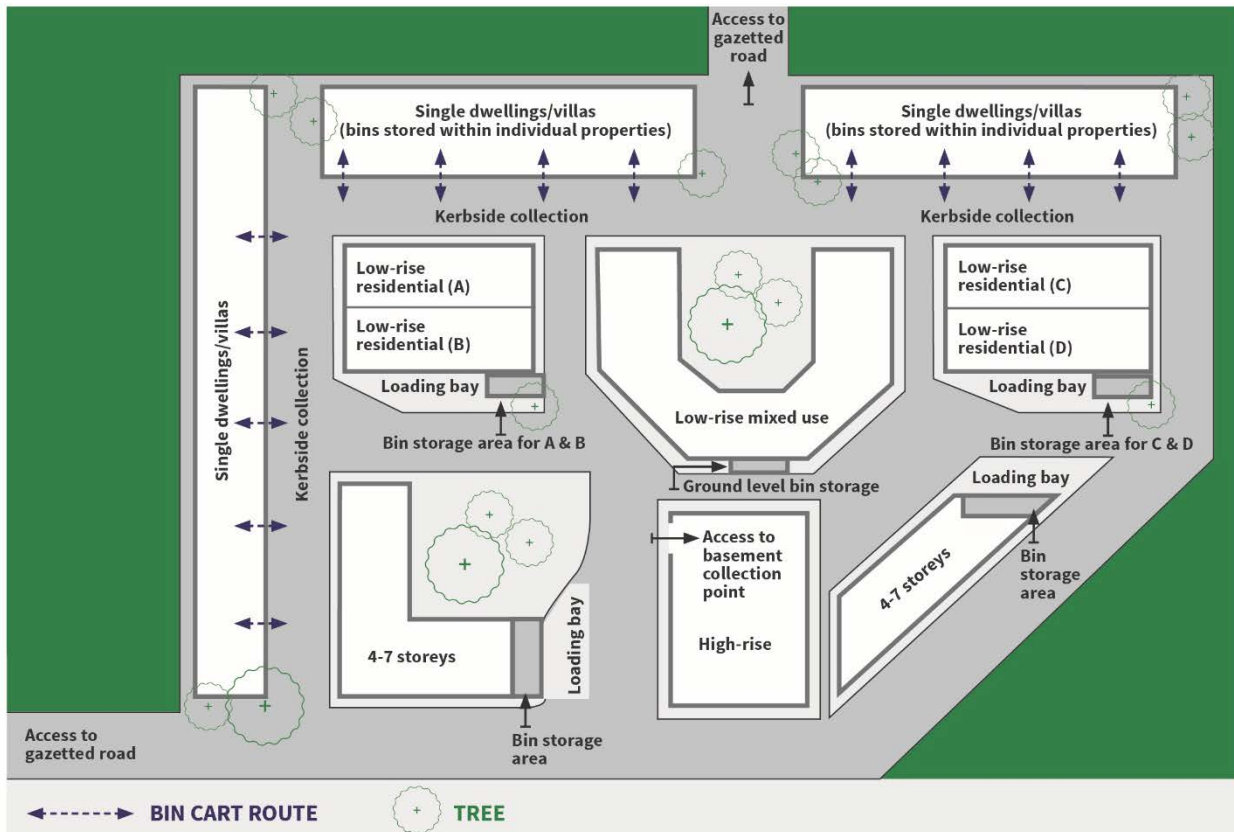 Access to
gazetted
road
Single dwellings/villas
(bins stored within individual properties)
Single dwellings/villas
(bins stored within individual properties)
Kerbside collection
Kerbside collection
Single dwellings/villas
Kerbside collection
Low-rise
residential (A)
Low-rise
residential (B)
Loading bay
Bin storage area for A & B
Low-rise mixed use
Ground level bin storage
Low-rise
residential (C)
Low-rise
residential (D)
Loading bay
Bin storage area for C & D
4-7 storeys
Loading bay
Bin storage
area
Access to
basement
collection
point
High-rise
Loading bay
4-7 storeys
Bin
storage
area
Access to
gazetted road
BIN CART ROUTE
TREE